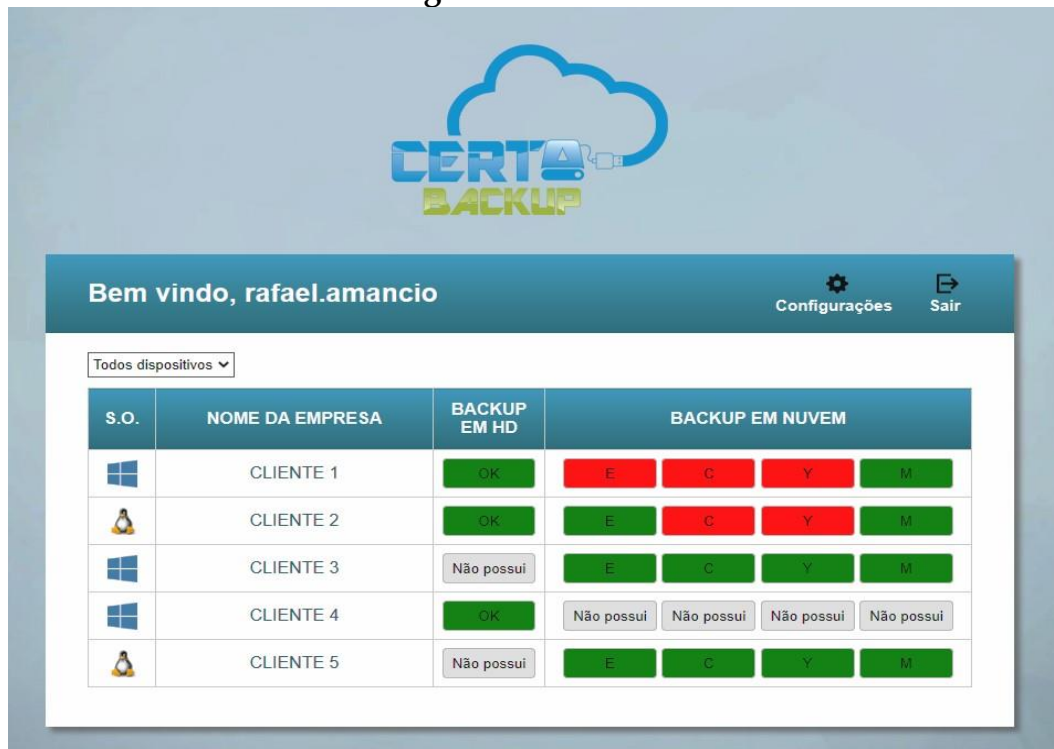 CERTA
BACKUP
Bem vindo, rafael.amancio
Configurações Sair
Todos dispositivos
S.O. NOME DA EMPRESA BACKUP EM HD BACKUP EM NUVEM
CLIENTE 1 OK E C Y M
CLIENTE 2 OK E C Y M
CLIENTE 3 Não possui E C Y M
CLIENTE 4 OK Não possui Não possui Não possui Não possui
CLIENTE 5 Não possui E C Y M